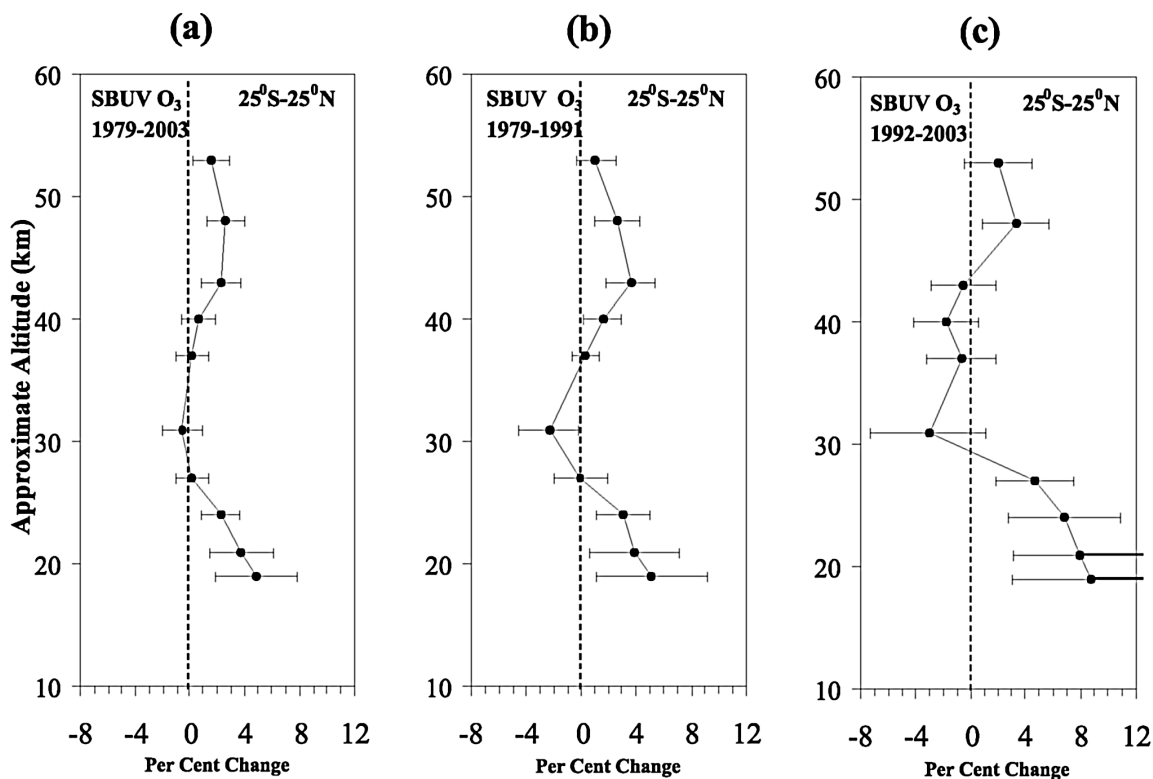 (a)
(b)
(c)
SBUV O₃ 25⁰S-25⁰N
1979-2003
SBUV O₃ 25⁰S-25⁰N
1979-1991
SBUV O₃ 25⁰S-25⁰N
1992-2003
Approximate Altitude (km)
60
50
40
30
20
10
60
50
40
30
20
10
60
50
40
30
20
10
-8 -4 0 4 8 12
-8 -4 0 4 8 12
-8 -4 0 4 8 12
Per Cent Change
Per Cent Change
Per Cent Change